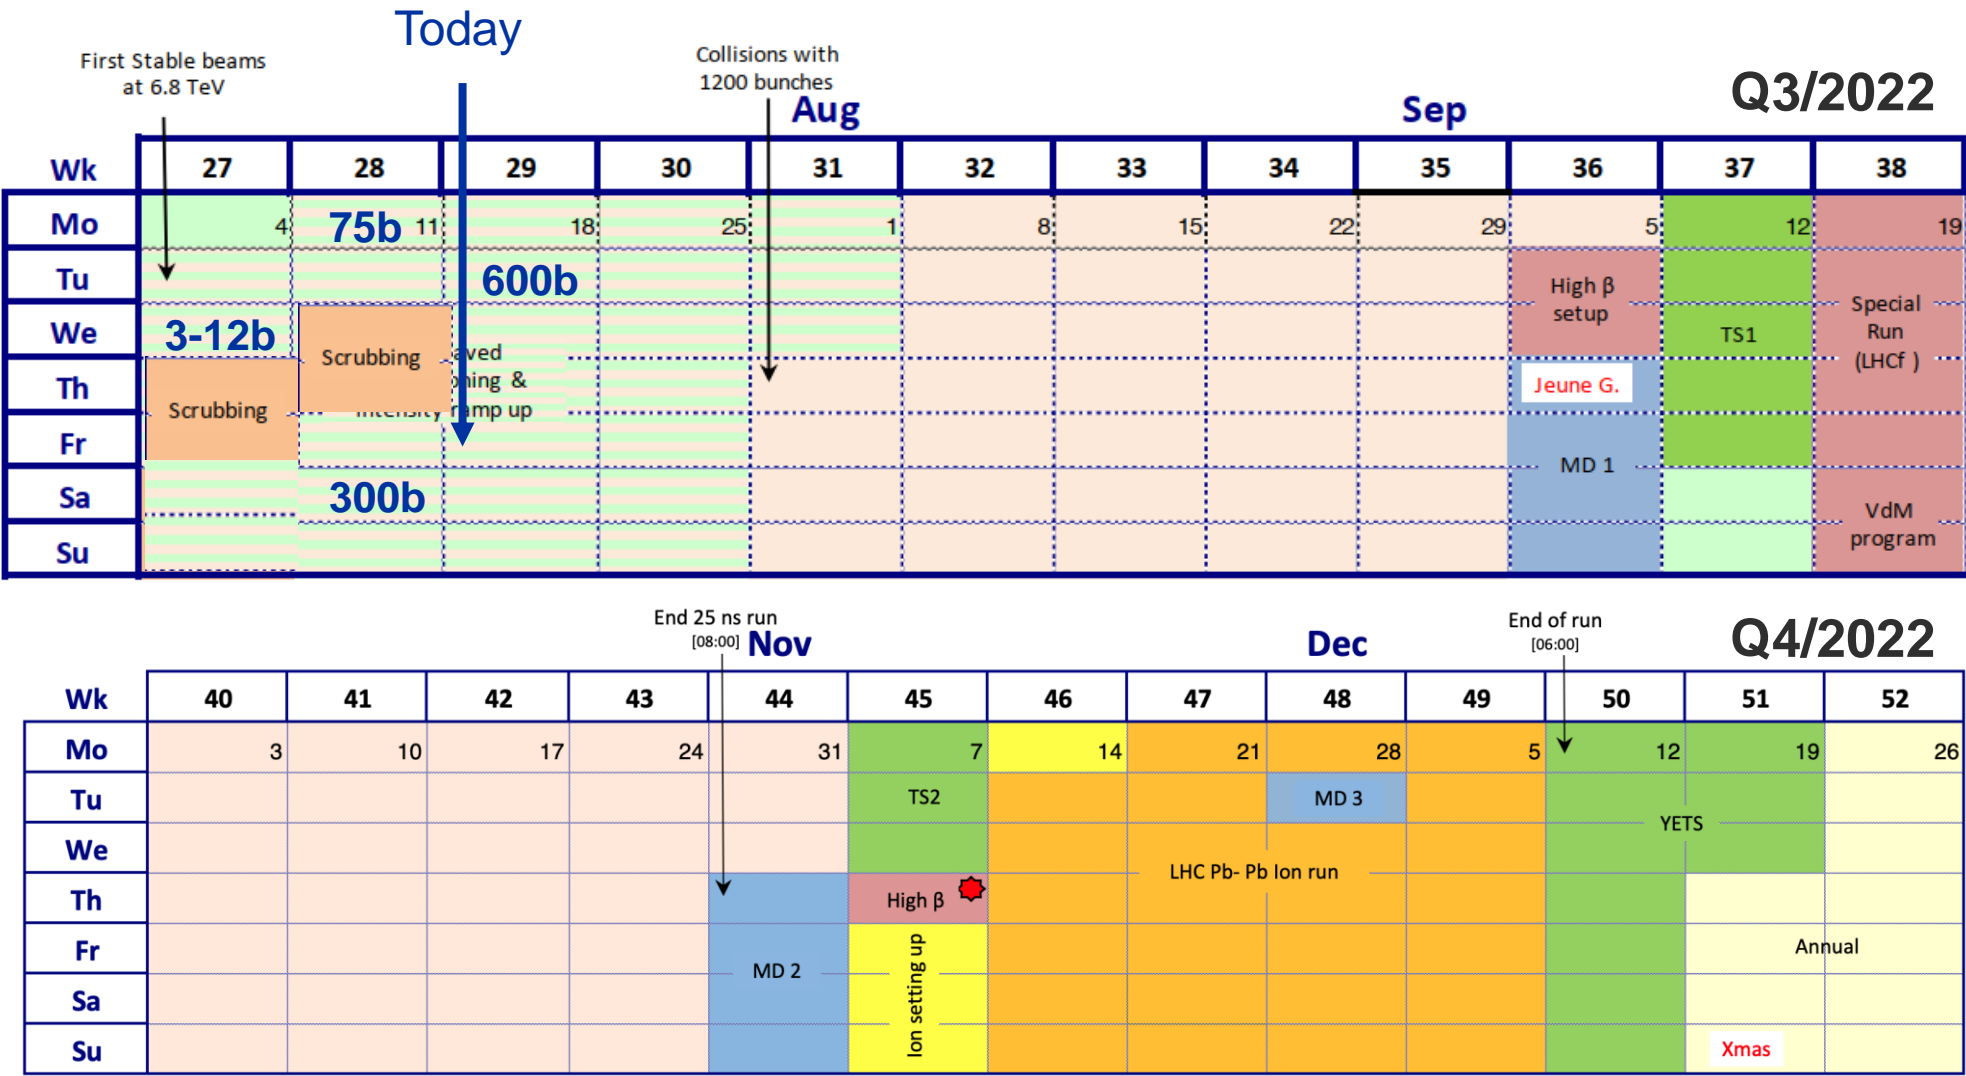 Today
First Stable beams
at 6.8 TeV
Collisions with
1200 bunches
Aug
Sep
Q3/2022
Wk 27 28 29 30 31 32 33 34 35 36 37 38
Mo 4 75b 11 18 25 1 8 15 22 29 5 12 19
Tu 600b
We 3-12b
Th
Fr
Sa 300b
Su
Scrubbing
Scrubbing
&
ramp up
High β
setup
Jeune G.
MD 1
TS1
Special
Run
(LHCf )
VdM
program
End 25 ns run
[08:00]
Nov
Dec
End of run
[06:00]
Q4/2022
Wk 40 41 42 43 44 45 46 47 48 49 50 51 52
Mo 3 10 17 24 31 7 14 21 28 5 12 19 26
Tu
We
Th
Fr
Sa
Su
MD 2
TS2
High β
Ion setting up
LHC Pb- Pb Ion run
MD 3
YETS
Annual
Xmas